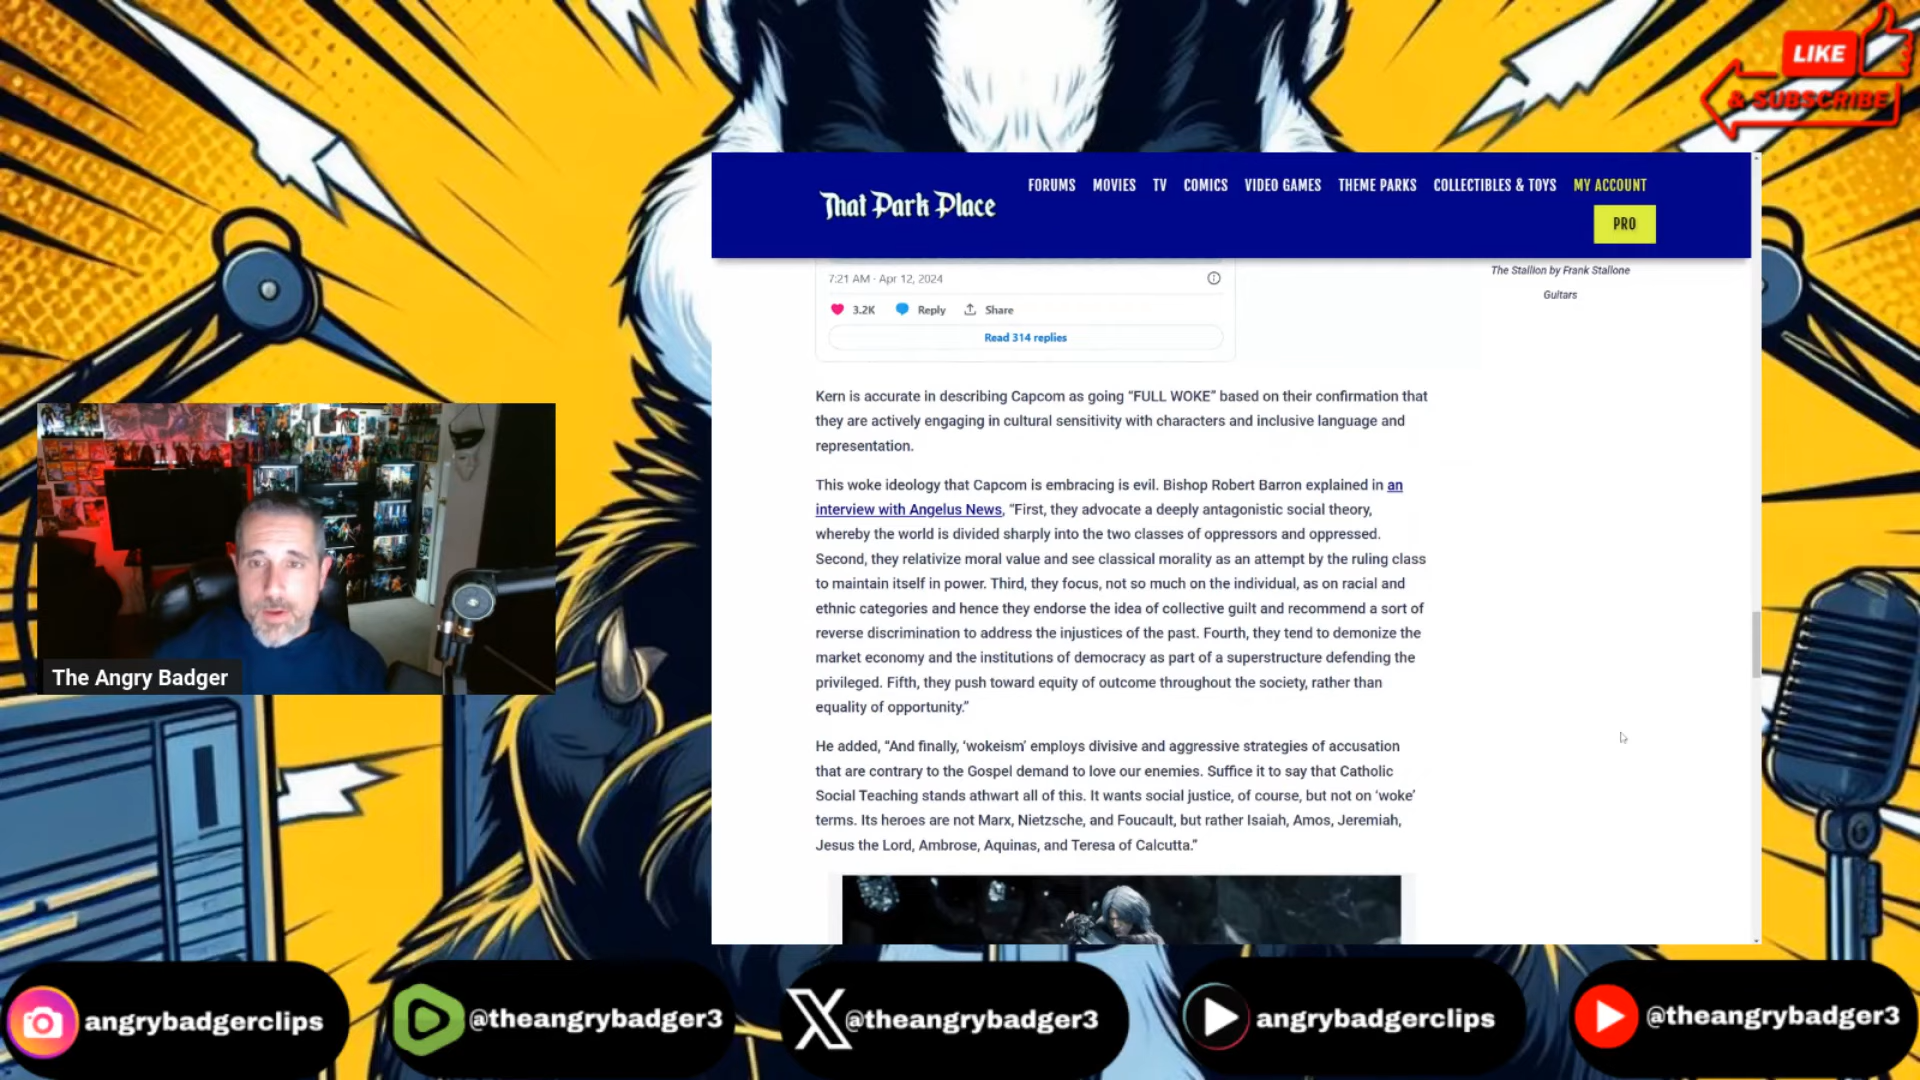 LIKE
& SUBSCRIBE
That Park Place
FORUMS MOVIES TV COMICS VIDEO GAMES THEME PARKS COLLECTIBLES & TOYS MY ACCOUNT
PRO
7:21 AM · Apr 12, 2024
3.2K Reply Share
Read 314 replies
The Stallion by Frank Stallone
Guitars
Kern is accurate in describing Capcom as going “FULL WOKE” based on their confirmation that
they are actively engaging in cultural sensitivity with characters and inclusive language and
representation.
This woke ideology that Capcom is embracing is evil. Bishop Robert Barron explained in an
interview with Angelus News, “First, they advocate a deeply antagonistic social theory,
whereby the world is divided sharply into the two classes of oppressors and oppressed.
Second, they relativize moral value and see classical morality as an attempt by the ruling class
to maintain itself in power. Third, they focus, not so much on the individual, as on racial and
ethnic categories and hence they endorse the idea of collective guilt and recommend a sort of
reverse discrimination to address the injustices of the past. Fourth, they tend to demonize the
market economy and the institutions of democracy as part of a superstructure defending the
privileged. Fifth, they push toward equity of outcome throughout the society, rather than
equality of opportunity.”
He added, “And finally, ‘wokeism’ employs divisive and aggressive strategies of accusation
that are contrary to the Gospel demand to love our enemies. Suffice it to say that Catholic
Social Teaching stands athwart all of this. It wants social justice, of course, but not on ‘woke’
terms. Its heroes are not Marx, Nietzsche, and Foucault, but rather Isaiah, Amos, Jeremiah,
Jesus the Lord, Ambrose, Aquinas, and Teresa of Calcutta.”
The Angry Badger
angrybadgerclips
@theangrybadger3
@theangrybadger3
angrybadgerclips
@theangrybadger3